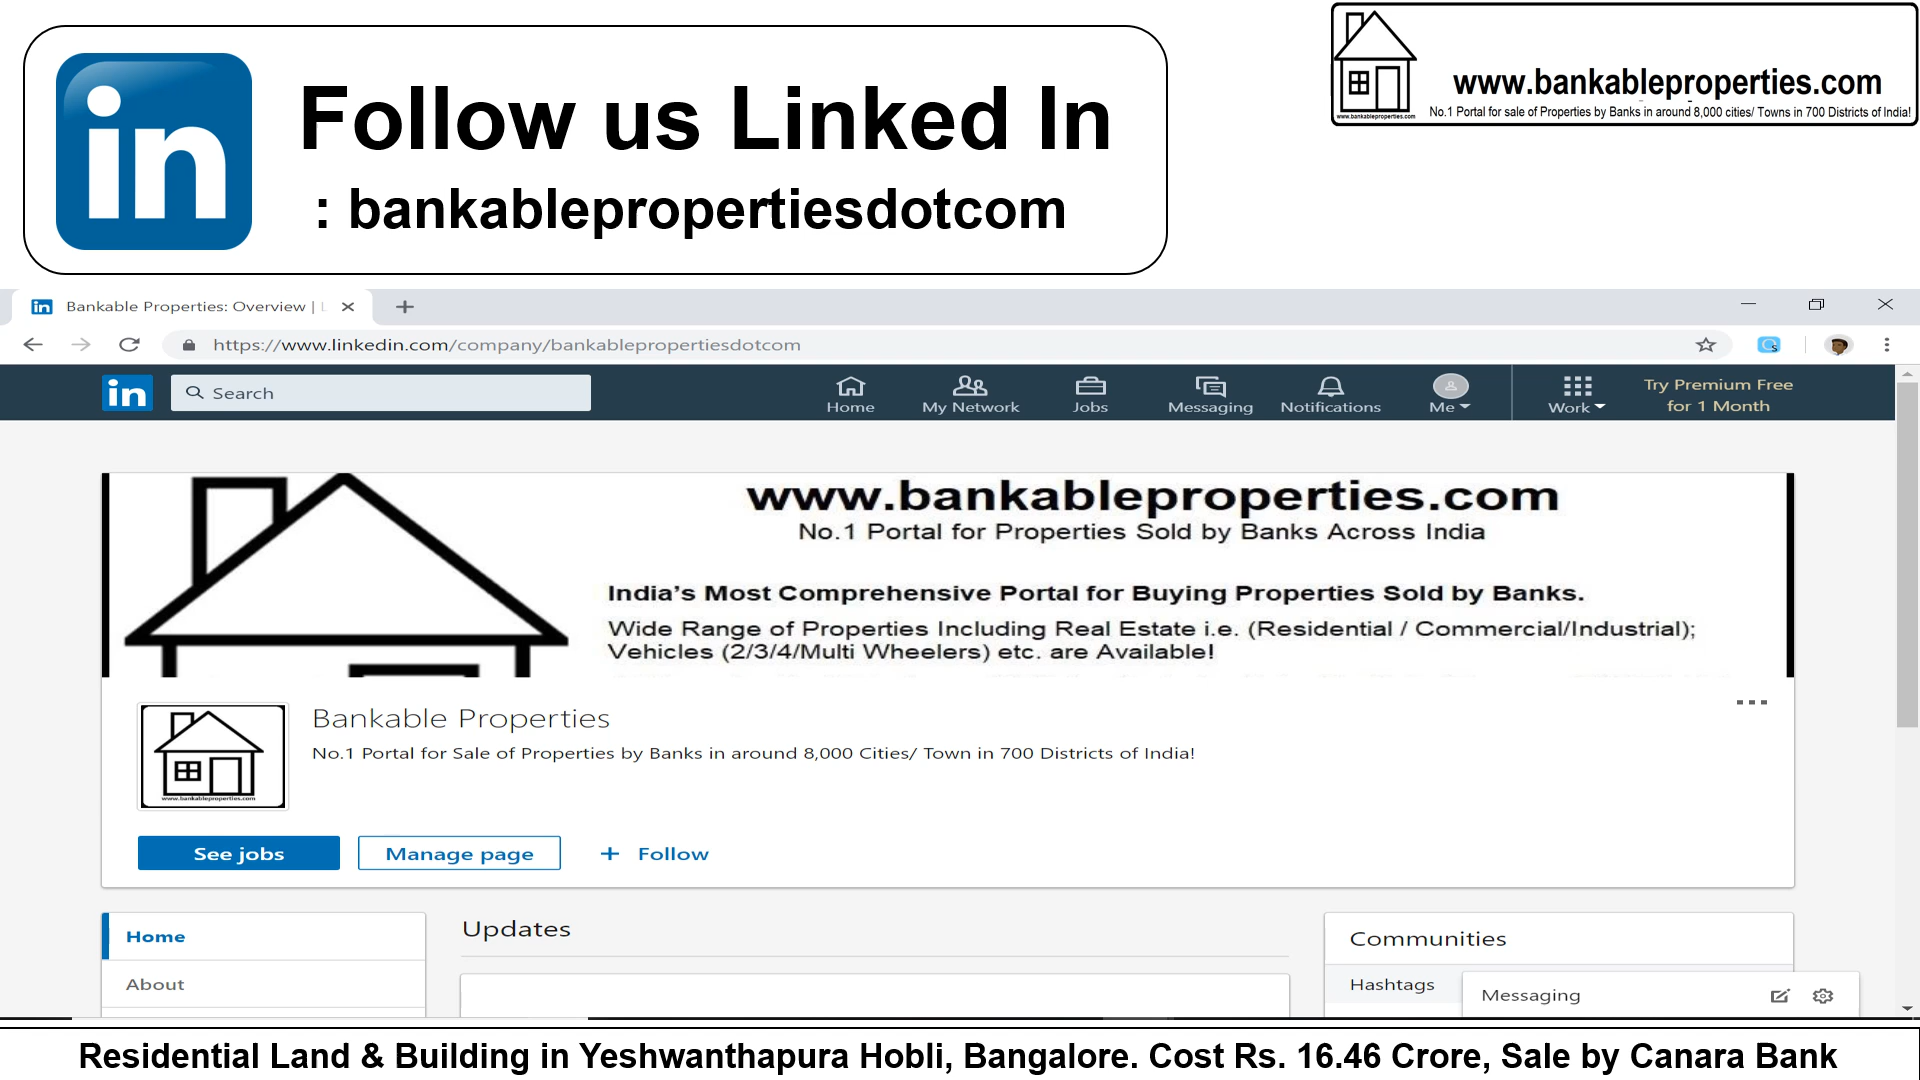 Follow us Linked In
: bankablepropertiesdotcom
www.bankableproperties.com
No.1 Portal for sale of Properties by Banks in around 8,000 cities/ Towns in 700 Districts of India!
www.bankableproperties.com
Bankable Properties: Overview |
https://www.linkedin.com/company/bankablepropertiesdotcom
in
Search
Home
My Network
Jobs
Messaging
Notifications
Me
Work
Try Premium Free
for 1 Month
www.bankableproperties.com
No.1 Portal for Properties Sold by Banks Across India
India's Most Comprehensive Portal for Buying Properties Sold by Banks.
Wide Range of Properties Including Real Estate i.e. (Residential / Commercial/Industrial);
Vehicles (2/3/4/Multi Wheelers) etc. are Available!
www.bankableproperties.com
Bankable Properties
No.1 Portal for Sale of Properties by Banks in around 8,000 Cities/ Town in 700 Districts of India!
See jobs
Manage page
+ Follow
Home
About
Updates
Communities
Hashtags
Messaging
Residential Land & Building in Yeshwanthapura Hobli, Bangalore. Cost Rs. 16.46 Crore, Sale by Canara Bank